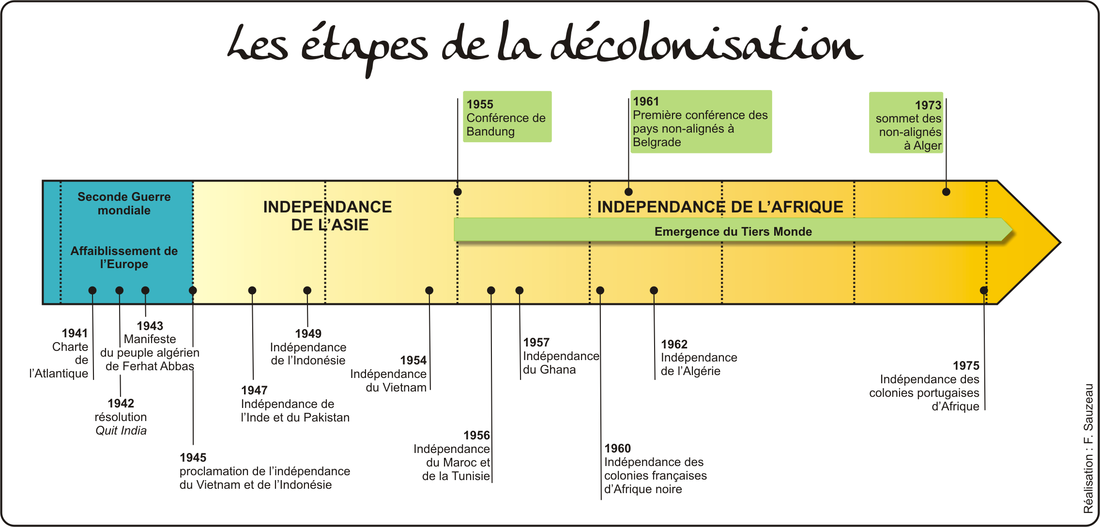 Les étapes de la décolonisation
1955
Conférence de
Bandung
1961
Première conférence des
pays non-alignés à
Belgrade
1973
sommet des
non-alignés
à Alger
Seconde Guerre
mondiale
Affaiblissement de
l’Europe
INDEPENDANCE
DE L’ASIE
INDEPENDANCE DE L’AFRIQUE
Emergence du Tiers Monde
1941
Charte
de
l’Atlantique
1942
résolution
Quit India
1943
Manifeste
du peuple algérien
de Ferhat Abbas
1945
proclamation de l’indépendance
du Vietnam et de l’Indonésie
1947
Indépendance de
l’Inde et du Pakistan
1949
Indépendance
de l’Indonésie
1954
Indépendance
du Vietnam
1956
Indépendance
du Maroc et
de la Tunisie
1957
Indépendance
du Ghana
1960
Indépendance des
colonies françaises
d’Afrique noire
1962
Indépendance
de l’Algérie
1975
Indépendance des
colonies portugaises
d’Afrique
Réalisation : F. Sauzeau